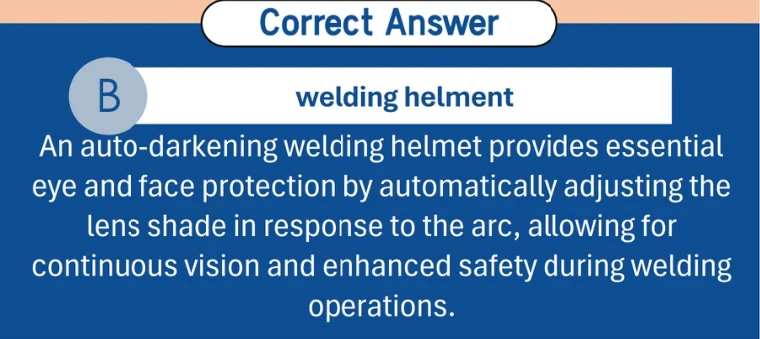 Correct Answer
B
welding helment
An auto-darkening welding helmet provides essential
eye and face protection by automatically adjusting the
lens shade in response to the arc, allowing for
continuous vision and enhanced safety during welding
operations.